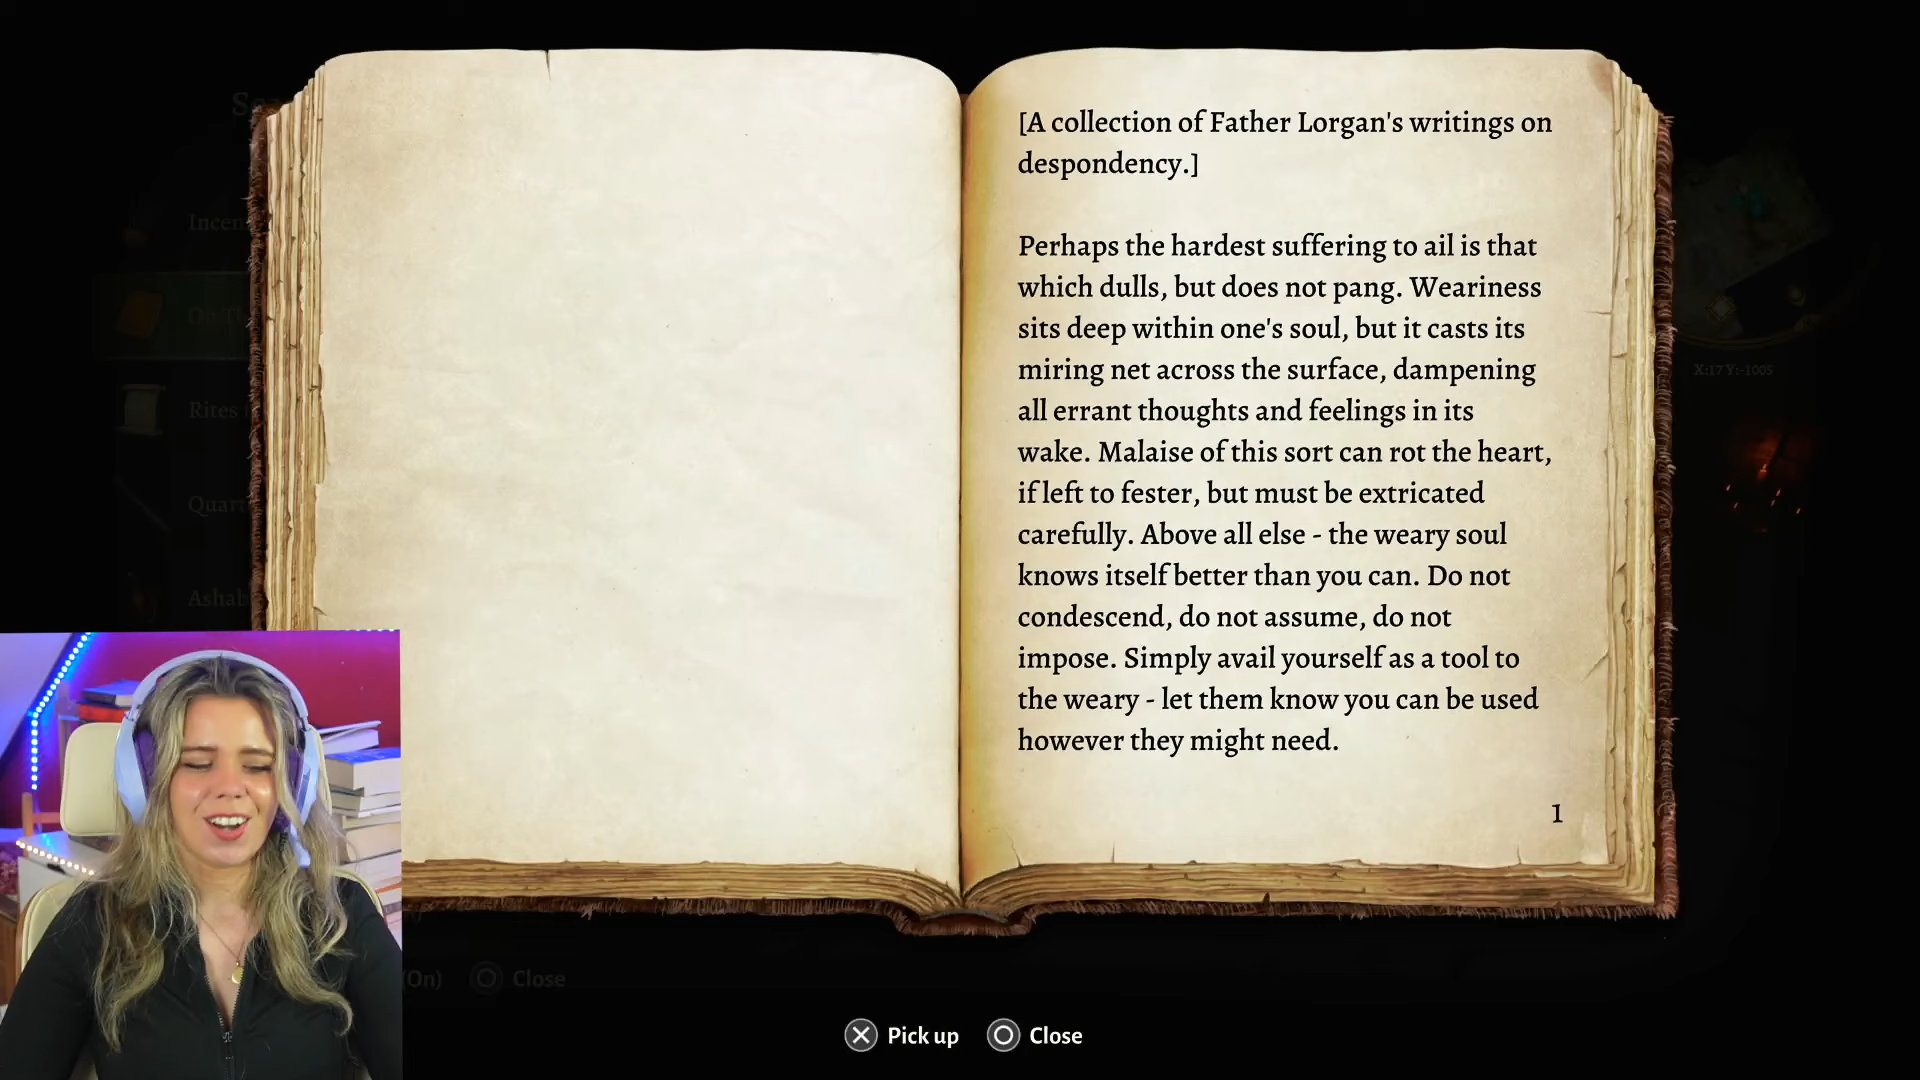 [A collection of Father Lorgan's writings on
despondency.]
Perhaps the hardest suffering to ail is that
which dulls, but does not pang. Weariness
sits deep within one's soul, but it casts its
miring net across the surface, dampening
all errant thoughts and feelings in its
wake. Malaise of this sort can rot the heart,
if left to fester, but must be extricated
carefully. Above all else - the weary soul
knows itself better than you can. Do not
condescend, do not assume, do not
impose. Simply avail yourself as a tool to
the weary - let them know you can be used
however they might need.
1
Rites
X:17 Y:-1005
(On) Close
Pick up Close